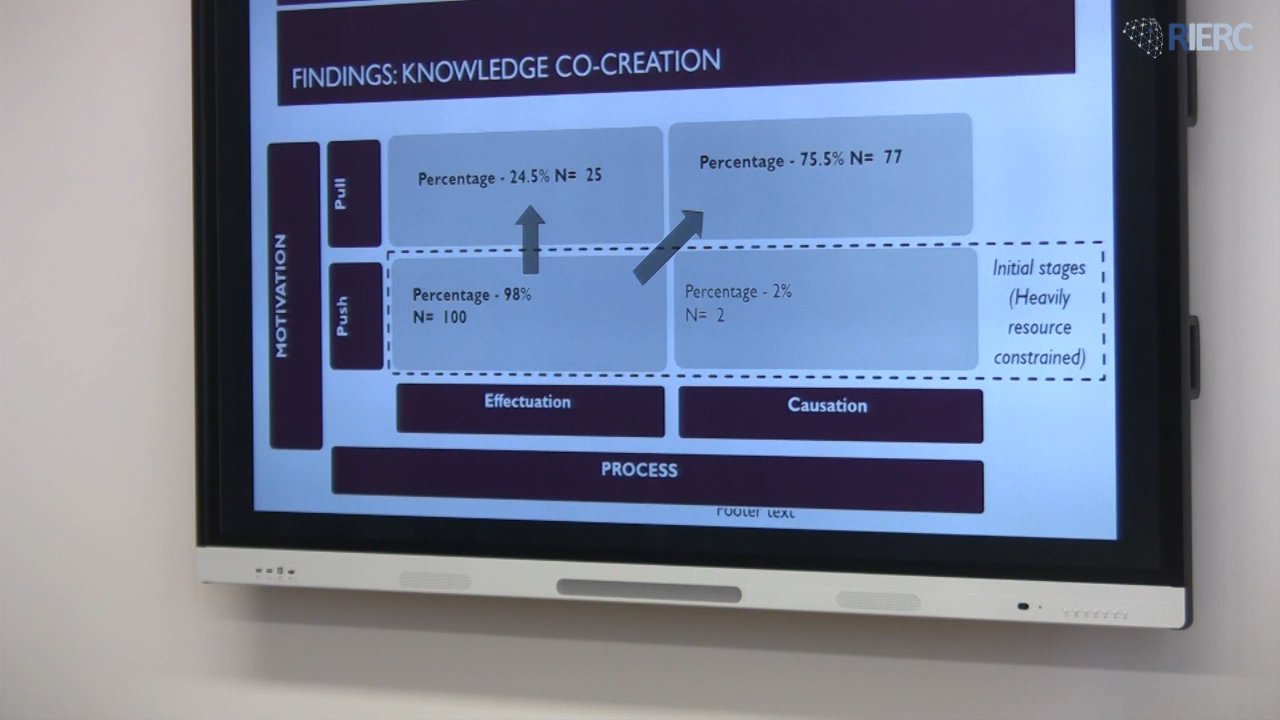 RIERC
FINDINGS: KNOWLEDGE CO-CREATION
MOTIVATION
Pull
Percentage - 24.5% N= 25
Percentage - 75.5% N= 77
Push
Percentage - 98%
N= 100
Percentage - 2%
N= 2
Initial stages
(Heavily
resource
constrained)
Effectuation
Causation
PROCESS
Footer text